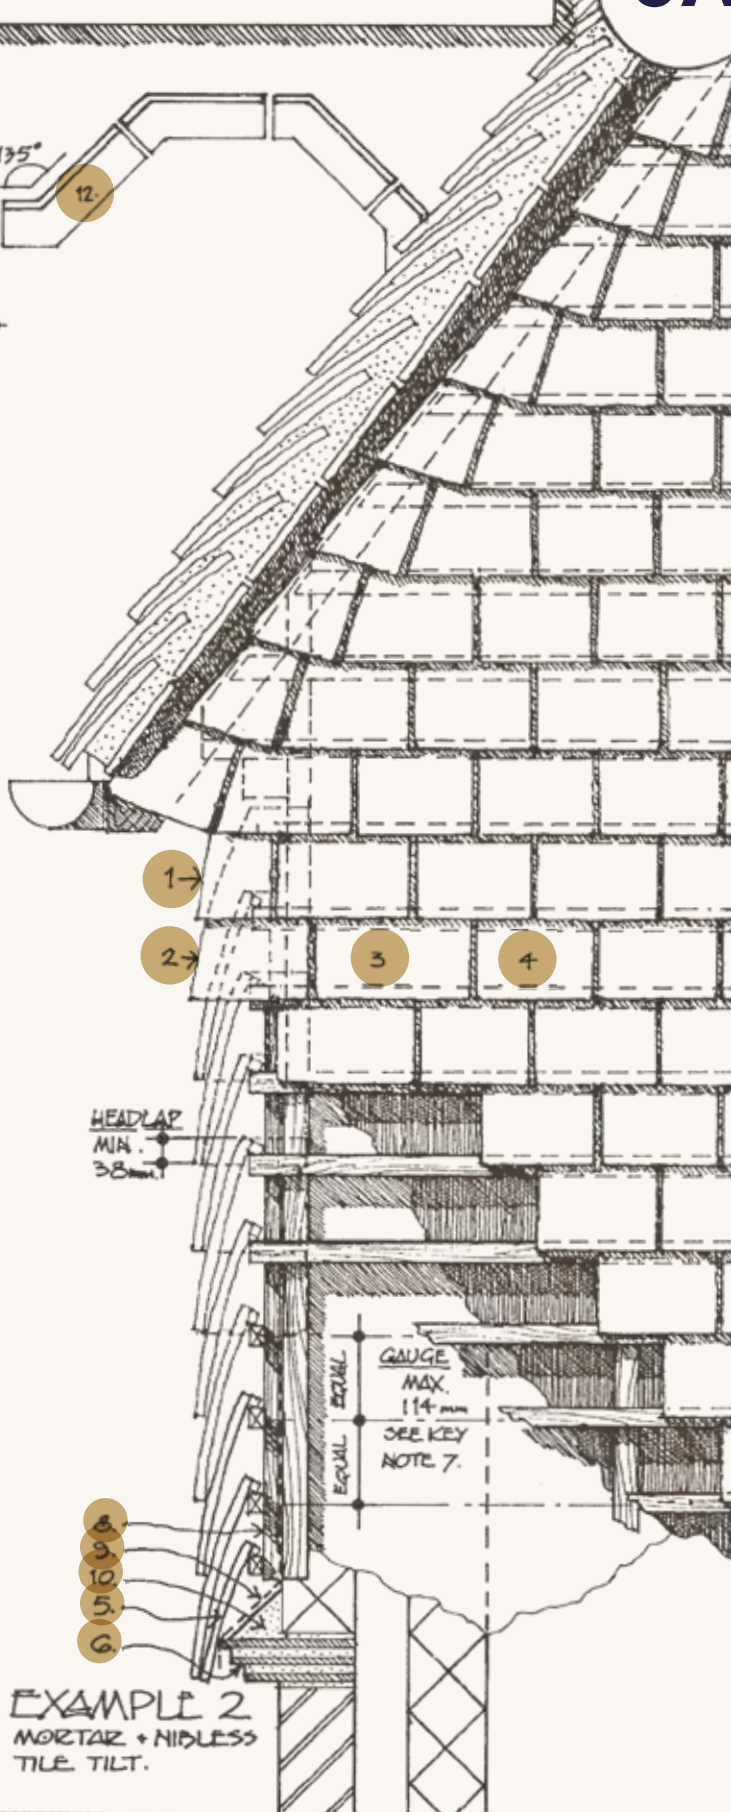 135°
12.
1→
2→
3
4
HEADLAP
MIN.
38mm.
EQUAL
EQUAL
GAUGE
MAX.
114mm
SEE KEY
NOTE 7.
8.
9.
10.
5.
6.
EXAMPLE 2
MORTAR + NIBLESS
TILE TILT.